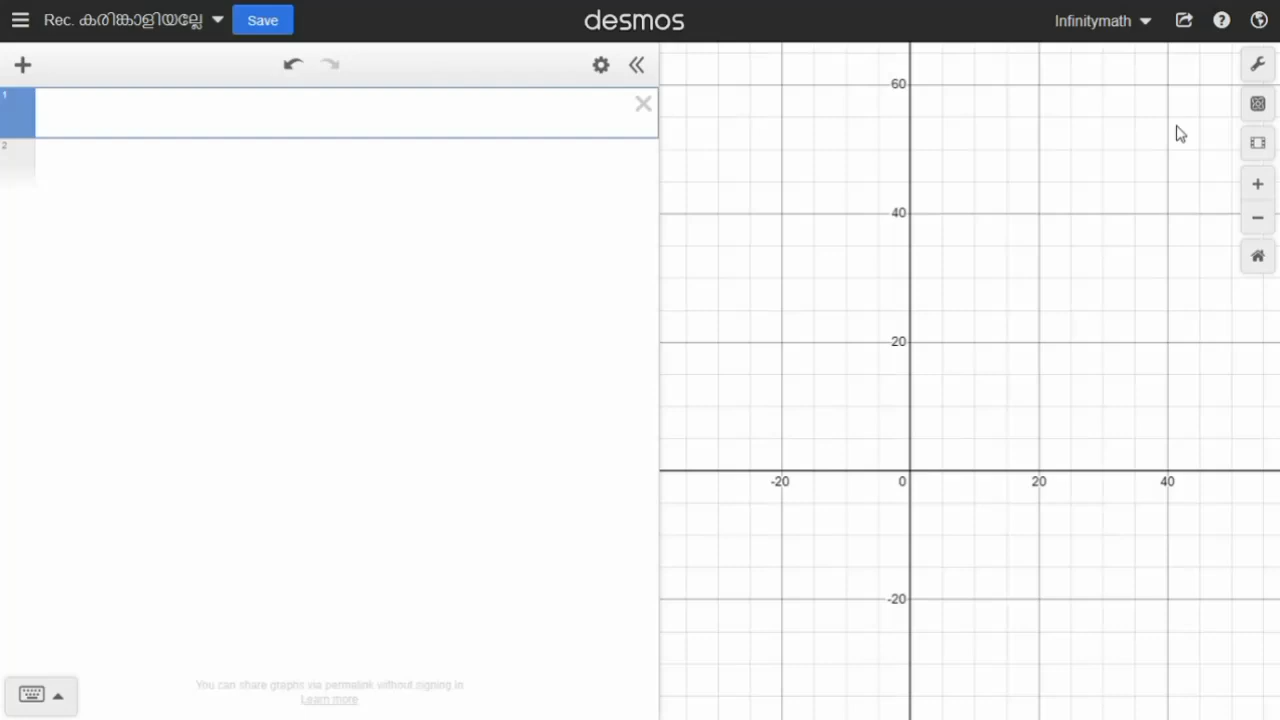 Rec. കരിങ്കാളിയല്ലേ
Save
desmos
Infinitymath
1
2
60
40
20
-20
0
20
40
-20
You can share graphs via permalink without signing in
Learn more